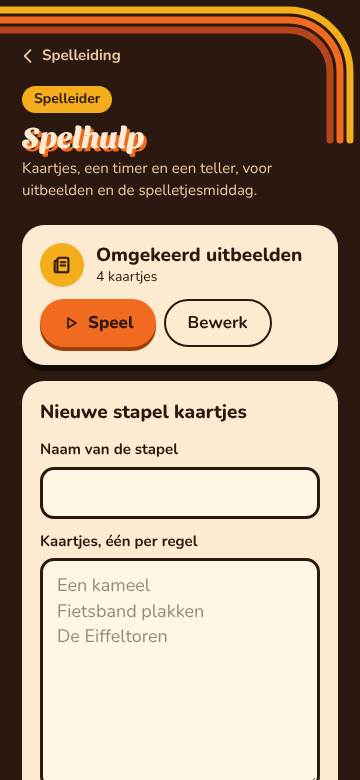 Spelleiding
Spelleider
Spelhulp
Kaartjes, een timer en een teller, voor
uitbeelden en de spelletjesmiddag.
Omgekeerd uitbeelden
4 kaartjes
Speel
Bewerk
Nieuwe stapel kaartjes
Naam van de stapel
Kaartjes, één per regel
Een kameel
Fietsband plakken
De Eiffeltoren